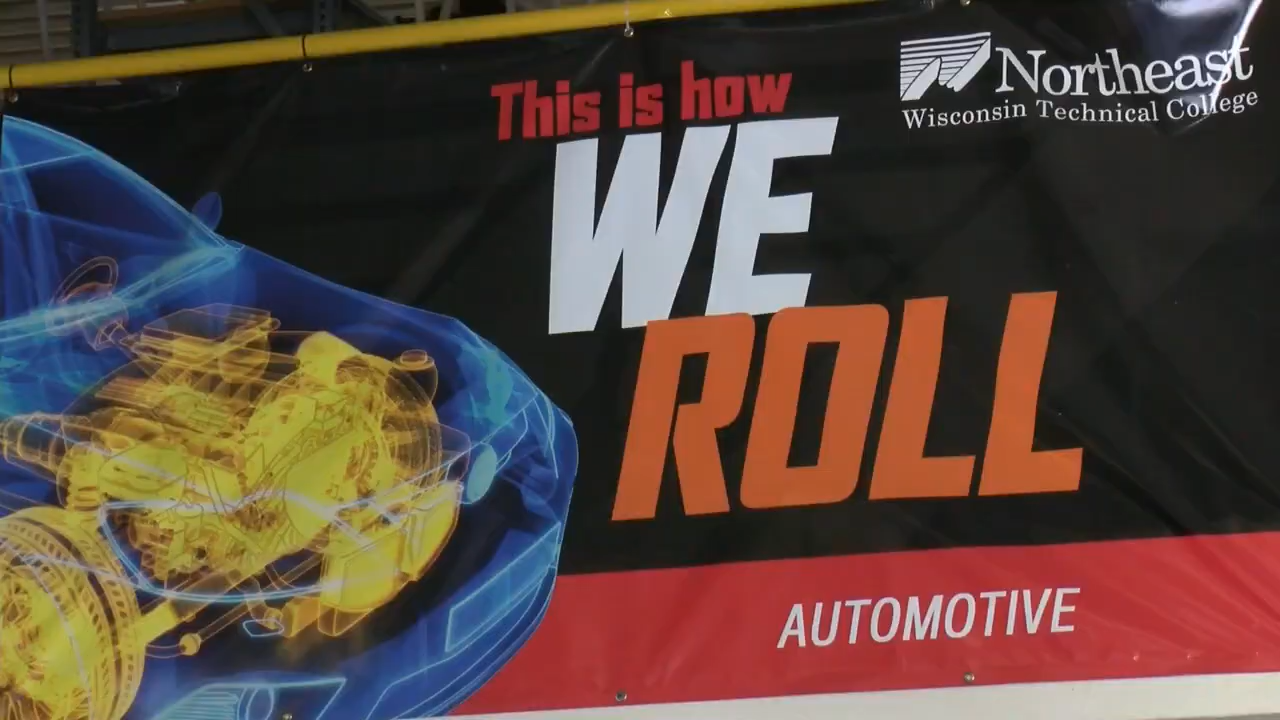 This is how
WE
ROLL
Northeast
Wisconsin Technical College
AUTOMOTIVE